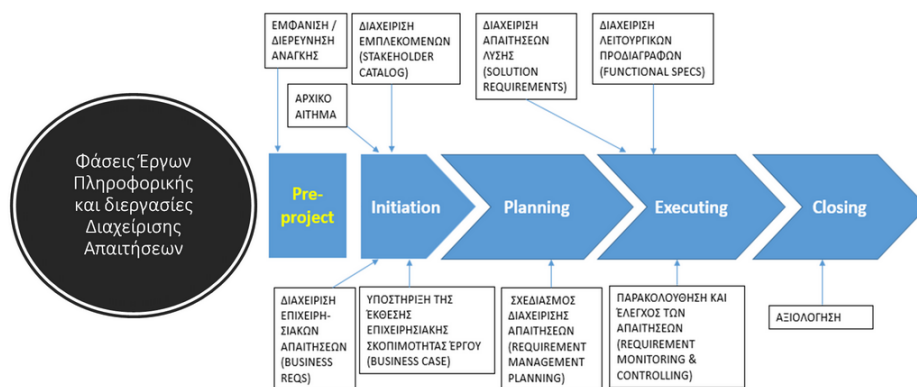 Φάσεις Έργων
Πληροφορικής
και διεργασίες
Διαχείρισης
Απαιτήσεων
ΕΜΦΑΝΙΣΗ /
ΔΙΕΡΕΥΝΗΣΗ
ΑΝΑΓΚΗΣ
ΑΡΧΙΚΟ
ΑΙΤΗΜΑ
ΔΙΑΧΕΙΡΙΣΗ
ΕΜΠΛΕΚΟΜΕΝΩΝ
(STAKEHOLDER
CATALOG)
ΔΙΑΧΕΙΡΙΣΗ
ΑΠΑΙΤΗΣΕΩΝ
ΛΥΣΗΣ
(SOLUTION
REQUIREMENTS)
ΔΙΑΧΕΙΡΙΣΗ
ΛΕΙΤΟΥΡΓΙΚΩΝ
ΠΡΟΔΙΑΓΡΑΦΩΝ
(FUNCTIONAL SPECS)
Pre-
project
Initiation
Planning
Executing
Closing
ΔΙΑΧΕΙΡΙΣΗ
ΕΠΙΧΕΙΡΗ-
ΣΙΑΚΩΝ
ΑΠΑΙΤΗΣΕΩΝ
(BUSINESS
REQS)
ΥΠΟΣΤΗΡΙΞΗ ΤΗΣ
ΈΚΘΕΣΗΣ
ΕΠΙΧΕΙΡΗΣΙΑΚΗΣ
ΣΚΟΠΙΜΟΤΗΤΑΣ ΈΡΓΟΥ
(BUSINESS CASE)
ΣΧΕΔΙΑΣΜΟΣ
ΔΙΑΧΕΙΡΙΣΗΣ
ΑΠΑΙΤΗΣΕΩΝ
(REQUIREMENT
MANAGEMENT
PLANNING)
ΠΑΡΑΚΟΛΟΥΘΗΣΗ ΚΑΙ
ΈΛΕΓΧΟΣ ΤΩΝ
ΑΠΑΙΤΗΣΕΩΝ
(REQUIREMENT
MONITORING &
CONTROLLING)
ΑΞΙΟΛΟΓΗΣΗ